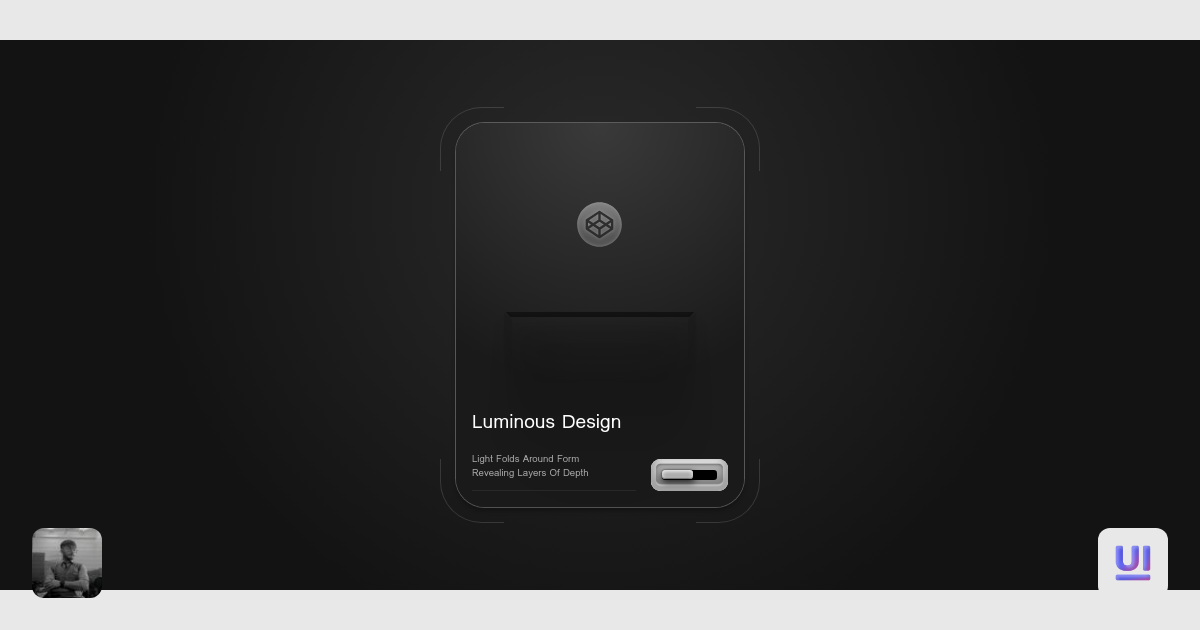 Luminous Design
Light Folds Around Form
Revealing Layers Of Depth
UI